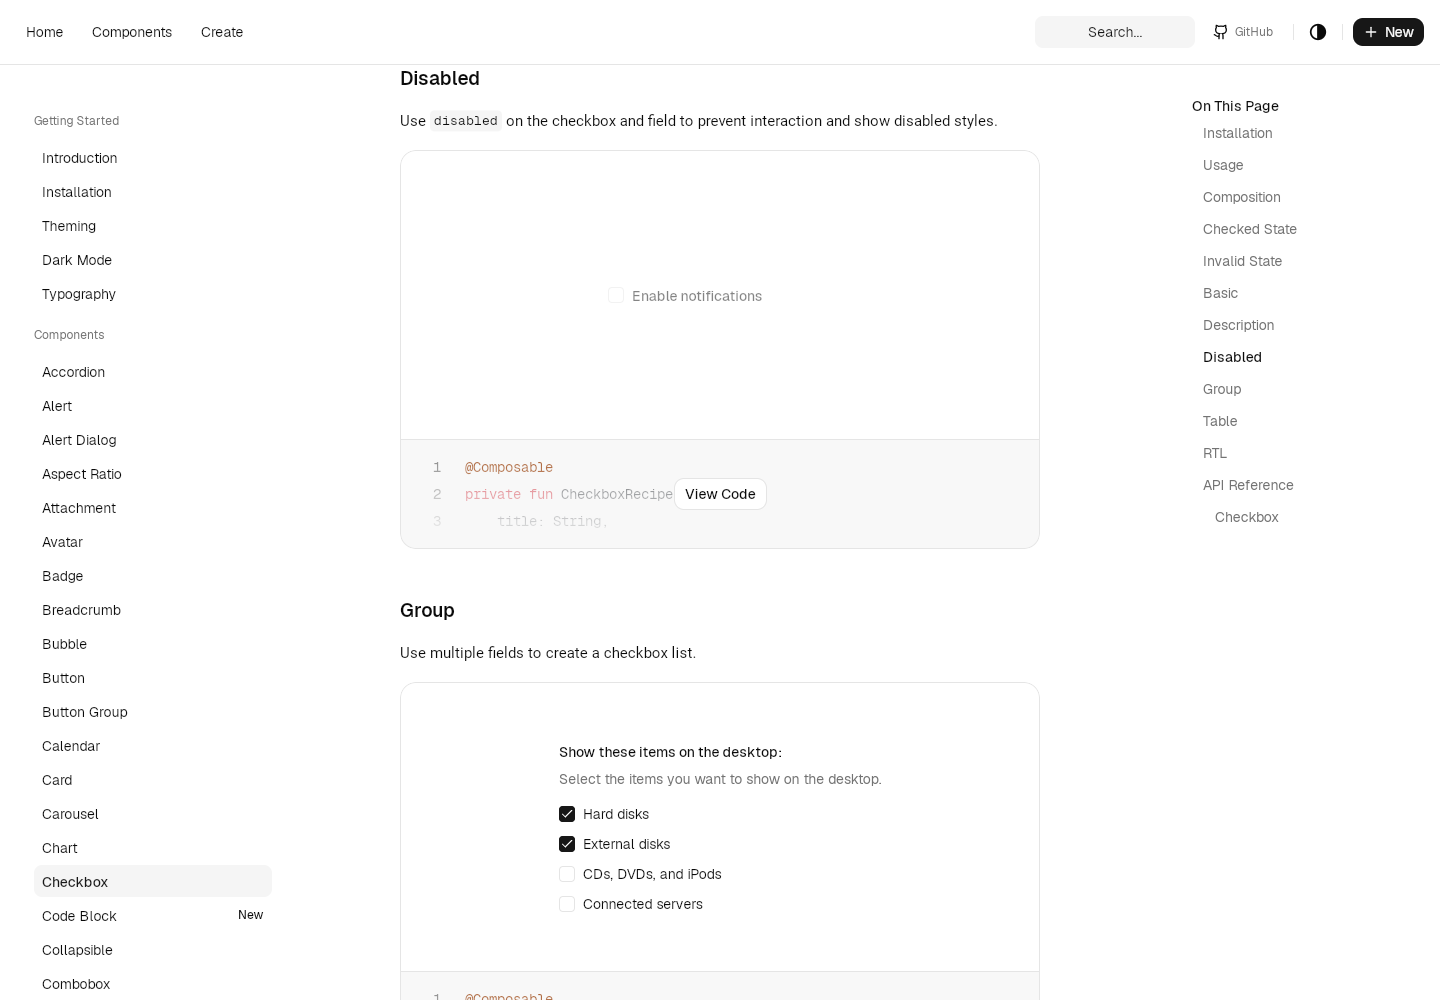 Home
Components
Create
Search...
GitHub
New
Getting Started
Introduction
Installation
Theming
Dark Mode
Typography
Components
Accordion
Alert
Alert Dialog
Aspect Ratio
Attachment
Avatar
Badge
Breadcrumb
Bubble
Button
Button Group
Calendar
Card
Carousel
Chart
Checkbox
Code Block New
Collapsible
Combobox
Disabled
Use disabled on the checkbox and field to prevent interaction and show disabled styles.
Enable notifications
1 @Composable
2 private fun CheckboxRecipe
View Code
3 title: String,
Group
Use multiple fields to create a checkbox list.
Show these items on the desktop:
Select the items you want to show on the desktop.
Hard disks
External disks
CDs, DVDs, and iPods
Connected servers
1 @Composable
On This Page
Installation
Usage
Composition
Checked State
Invalid State
Basic
Description
Disabled
Group
Table
RTL
API Reference
Checkbox